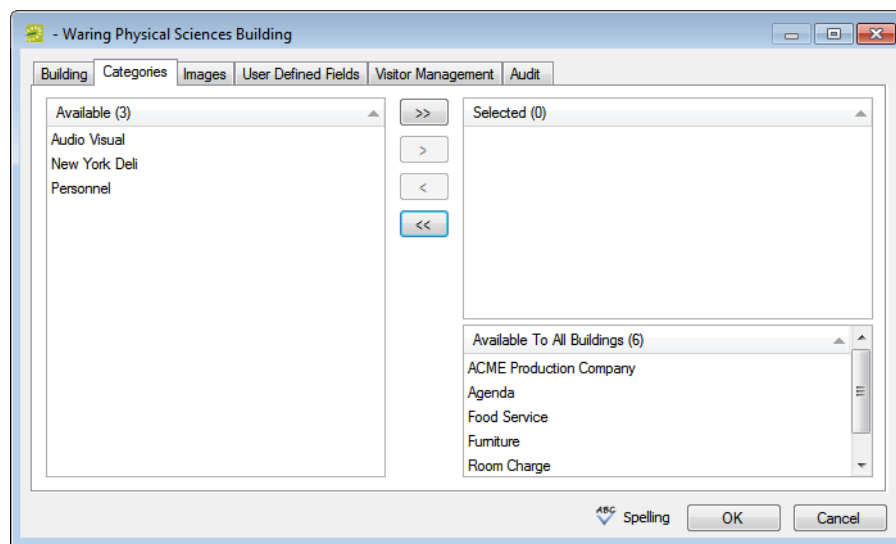 - Waring Physical Sciences Building
Building Categories Images User Defined Fields Visitor Management Audit
Available (3)
Audio Visual
New York Deli
Personnel
>>
>
<
<<
Selected (0)
Available To All Buildings (6)
ACME Production Company
Agenda
Food Service
Furniture
Room Charge
ABC Spelling OK Cancel